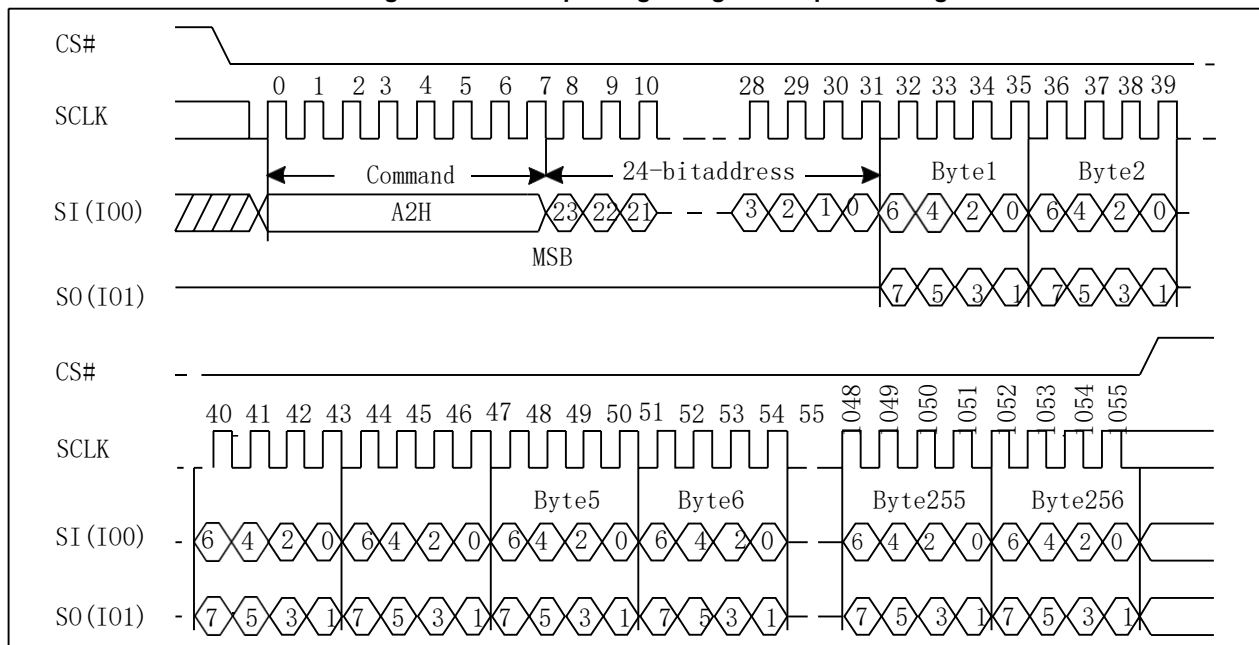 CS#
0 1 2 3 4 5 6 7 8 9 10 28 29 30 31 32 33 34 35 36 37 38 39
SCLK
Command 24-bitaddress Byte1 Byte2
SI(IO0) A2H 23 22 21 3 2 1 0 6 4 2 0 6 4 2 0
MSB
SO(IO1) 7 5 3 1 7 5 3 1
CS#
40 41 42 43 44 45 46 47 48 49 50 51 52 53 54 55 1048 1049 1050 1051 1052 1053 1054 1055
SCLK
Byte5 Byte6 Byte255 Byte256
SI(IO0) 6 4 2 0 6 4 2 0 6 4 2 0 6 4 2 0 6 4 2 0 6 4 2 0
SO(IO1) 7 5 3 1 7 5 3 1 7 5 3 1 7 5 3 1 7 5 3 1 7 5 3 1